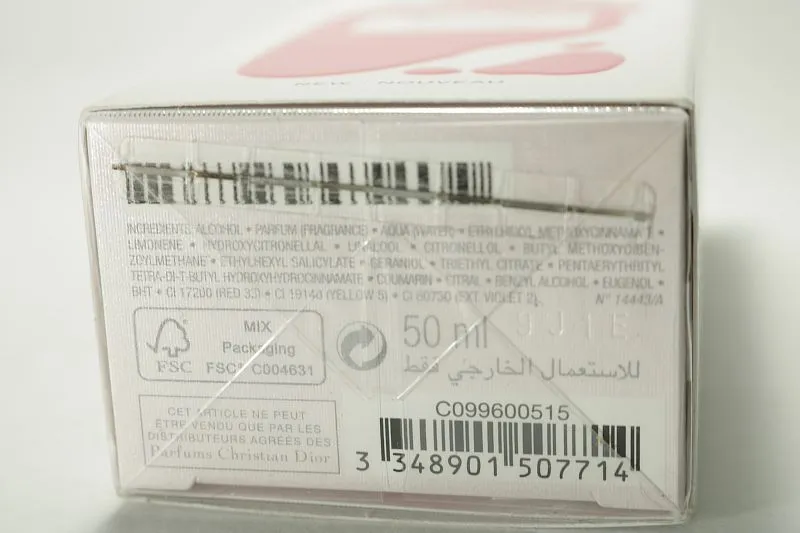 NEW - NOUVEAU
INGREDIENTS: ALCOHOL • PARFUM (FRAGRANCE) • AQUA (WATER) • ETHYLHEXYL METHOXYCINNAMATE •
LIMONENE • HYDROXYCITRONELLAL • LINALOOL • CITRONELLOL • BUTYL METHOXYDIBEN-
ZOYLMETHANE • ETHYLHEXYL SALICYLATE • GERANIOL • TRIETHYL CITRATE • PENTAERYTHRITYL
TETRA-DI-T-BUTYL HYDROXYHYDROCINNAMATE • COUMARIN • CITRAL • BENZYL ALCOHOL • EUGENOL •
BHT • CI 17200 (RED 33) • CI 19140 (YELLOW 5) • CI 60730 (EXT. VIOLET 2). N° 14443/A
FSC
MIX
Packaging
FSC® C004631
50 ml
للاستعمال الخارجي فقط
CET ARTICLE NE PEUT
ÊTRE VENDU QUE PAR LES
DISTRIBUTEURS AGRÉÉS DES
Parfums Christian Dior
C099600515
3 348901 507714